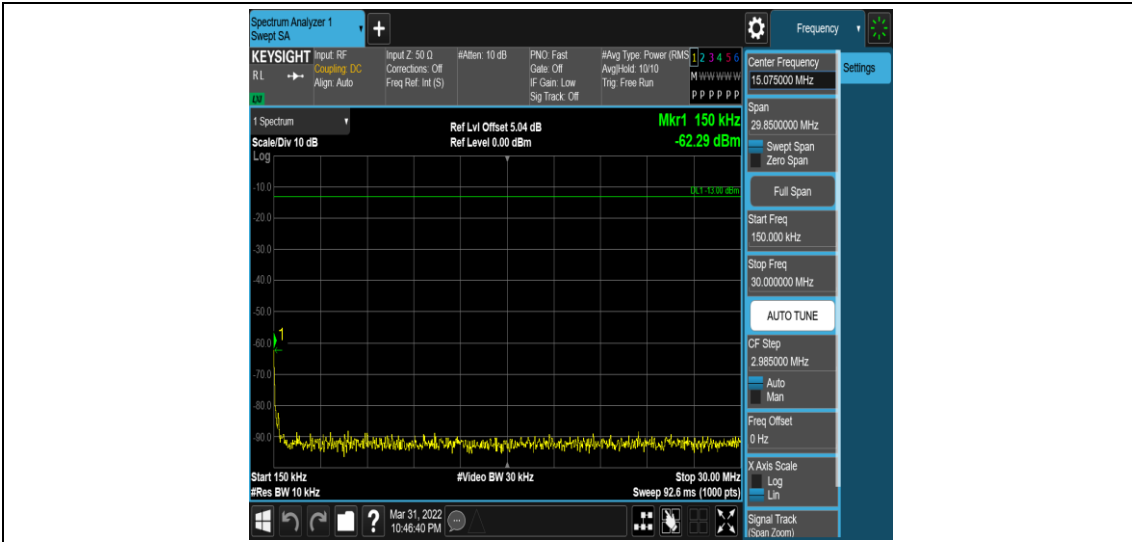 Spectrum Analyzer 1
Swept SA
Frequency
KEYSIGHT
RL
LXI
Input: RF
Coupling: DC
Align: Auto
Input Z: 50 Ω
Corrections: Off
Freq Ref: Int (S)
#Atten: 10 dB
PNO: Fast
Gate: Off
IF Gain: Low
Sig Track: Off
#Avg Type: Power (RMS
Avg|Hold: 10/10
Trig: Free Run
1 2 3 4 5 6
M W W W W W
P P P P P P
1 Spectrum
Scale/Div 10 dB
Log
Ref Lvl Offset 5.04 dB
Ref Level 0.00 dBm
Mkr1 150 kHz
-62.29 dBm
DL1 -13.00 dBm
-10.0
-20.0
-30.0
-40.0
-50.0
1
-60.0
-70.0
-80.0
-90.0
Start 150 kHz
#Res BW 10 kHz
#Video BW 30 kHz
Stop 30.00 MHz
Sweep 92.6 ms (1000 pts)
?
Mar 31, 2022
10:46:40 PM
Center Frequency
15.075000 MHz
Settings
Span
29.8500000 MHz
Swept Span
Zero Span
Full Span
Start Freq
150.000 kHz
Stop Freq
30.000000 MHz
AUTO TUNE
CF Step
2.985000 MHz
Auto
Man
Freq Offset
0 Hz
X Axis Scale
Log
Lin
Signal Track
(Span Zoom)